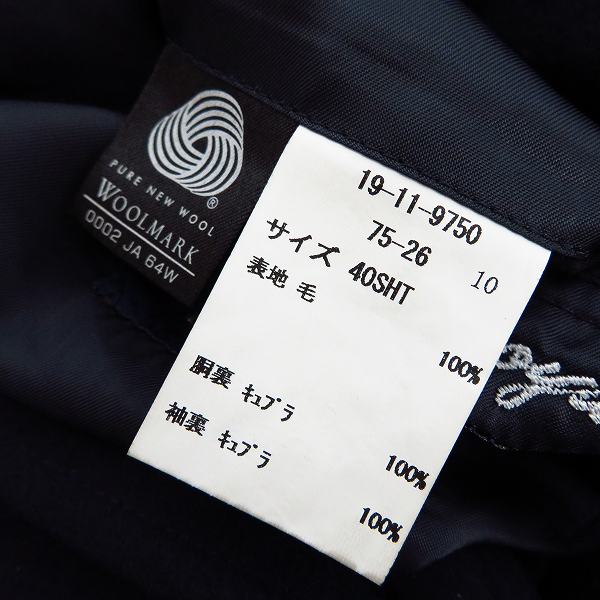 PURE NEW WOOL
®
WOOLMARK
0002 JA 64W
19-11-9750
75-26 10
サイズ 40SHT
表地 毛 100%
胴裏 キュプラ 100%
袖裏 キュプラ 100%